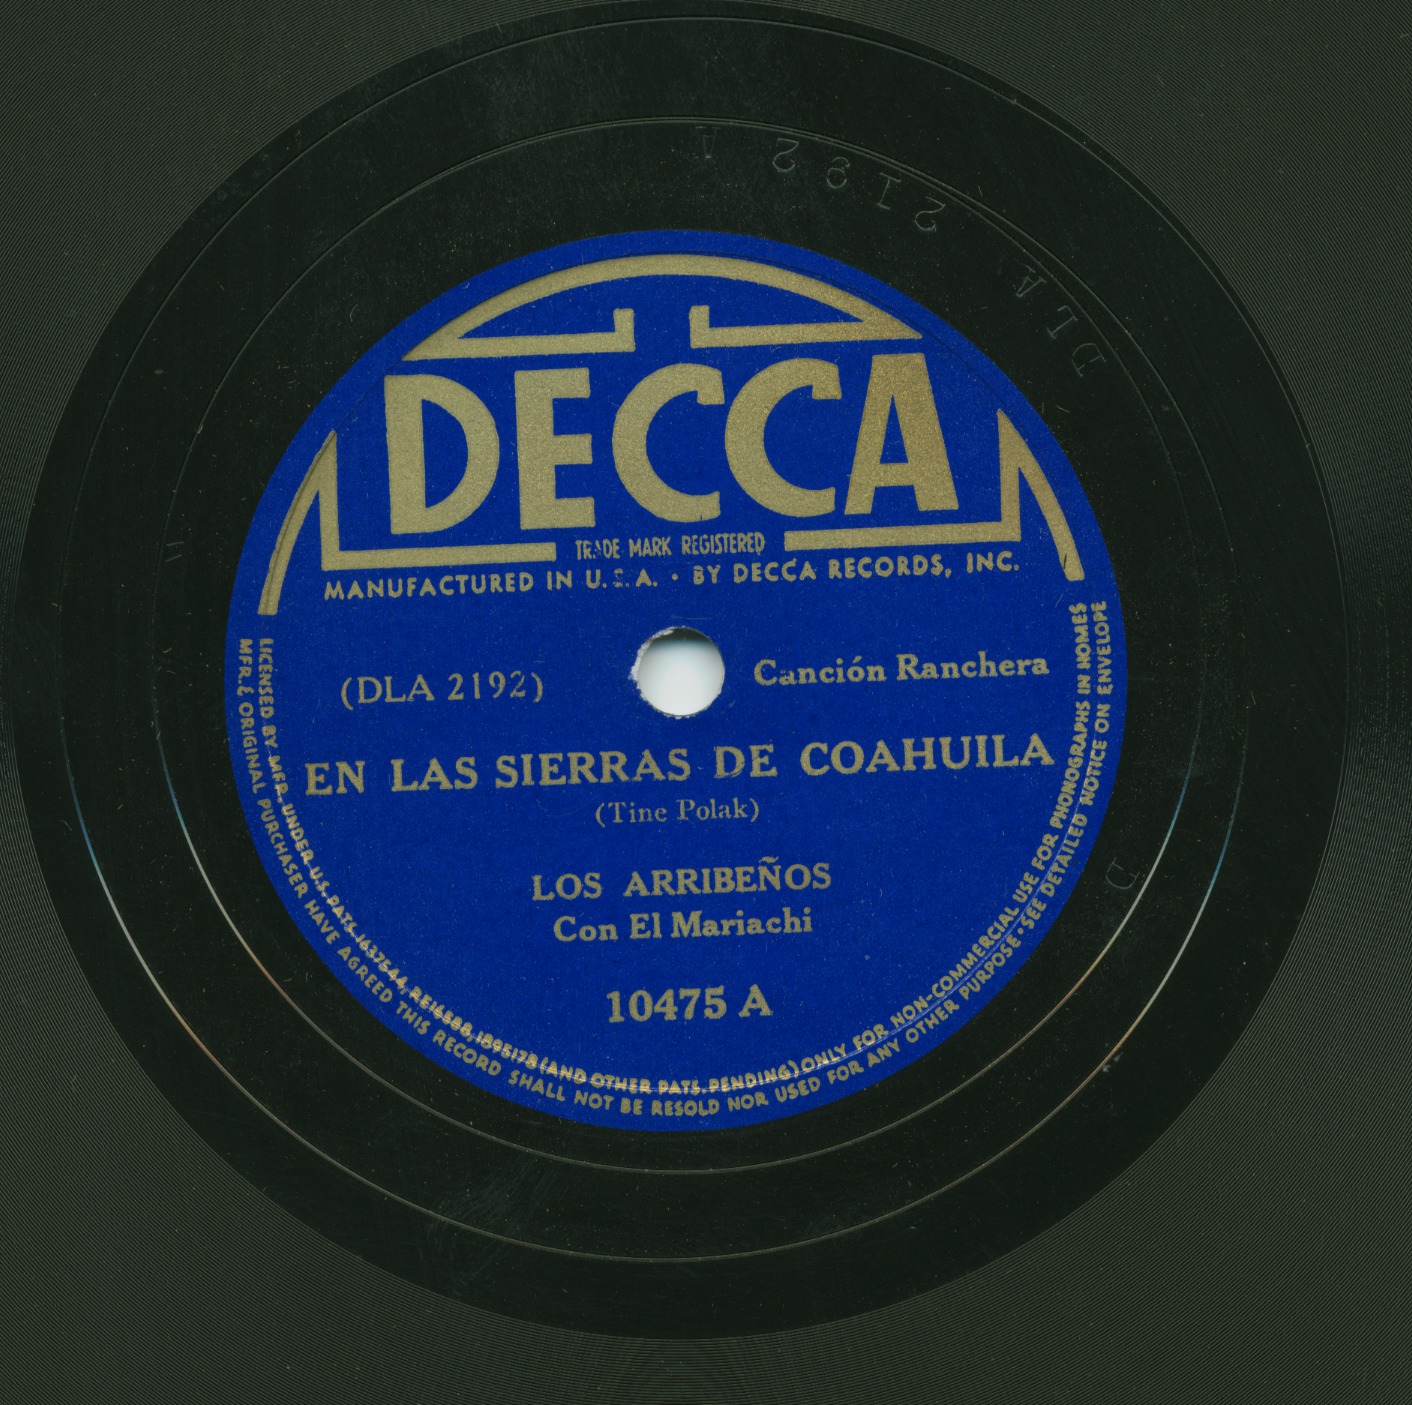 DECCA
TRADE MARK REGISTERED
MANUFACTURED IN U.S.A. • BY DECCA RECORDS, INC.
(DLA 2192)
Canción Ranchera
EN LAS SIERRAS DE COAHUILA
(Tine Polak)
LOS ARRIBEÑOS
Con El Mariachi
10475 A
LICENSED BY MFR. UNDER U.S. PATS. 1637544, RE16588, 1895178 (AND OTHER PATS. PENDING) ONLY FOR NON-COMMERCIAL USE FOR PHONOGRAPHS IN HOMES
MFR. & ORIGINAL PURCHASER HAVE AGREED THIS RECORD SHALL NOT BE RESOLD NOR USED FOR ANY OTHER PURPOSE • SEE DETAILED NOTICE ON ENVELOPE
DLA 2192 A
D